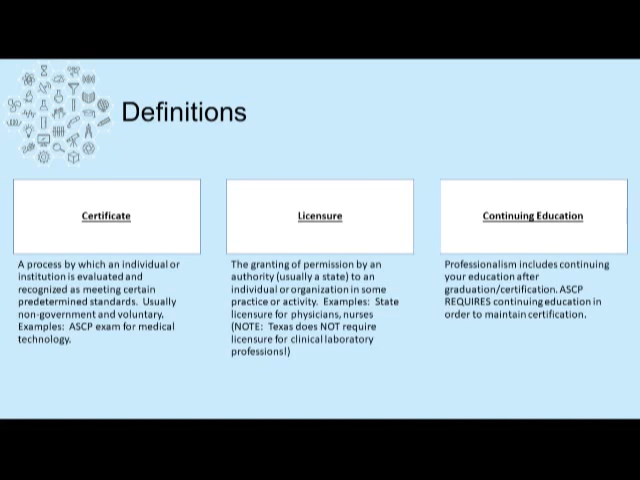 Definitions
Certificate
A process by which an individual or
institution is evaluated and
recognized as meeting certain
predetermined standards. Usually
non-government and voluntary.
Examples: ASCP exam for medical
technology.
Licensure
The granting of permission by an
authority (usually a state) to an
individual or organization in some
practice or activity. Examples: State
licensure for physicians, nurses
(NOTE: Texas does NOT require
licensure for clinical laboratory
professions!)
Continuing Education
Professionalism includes continuing
your education after
graduation/certification. ASCP
REQUIRES continuing education in
order to maintain certification.